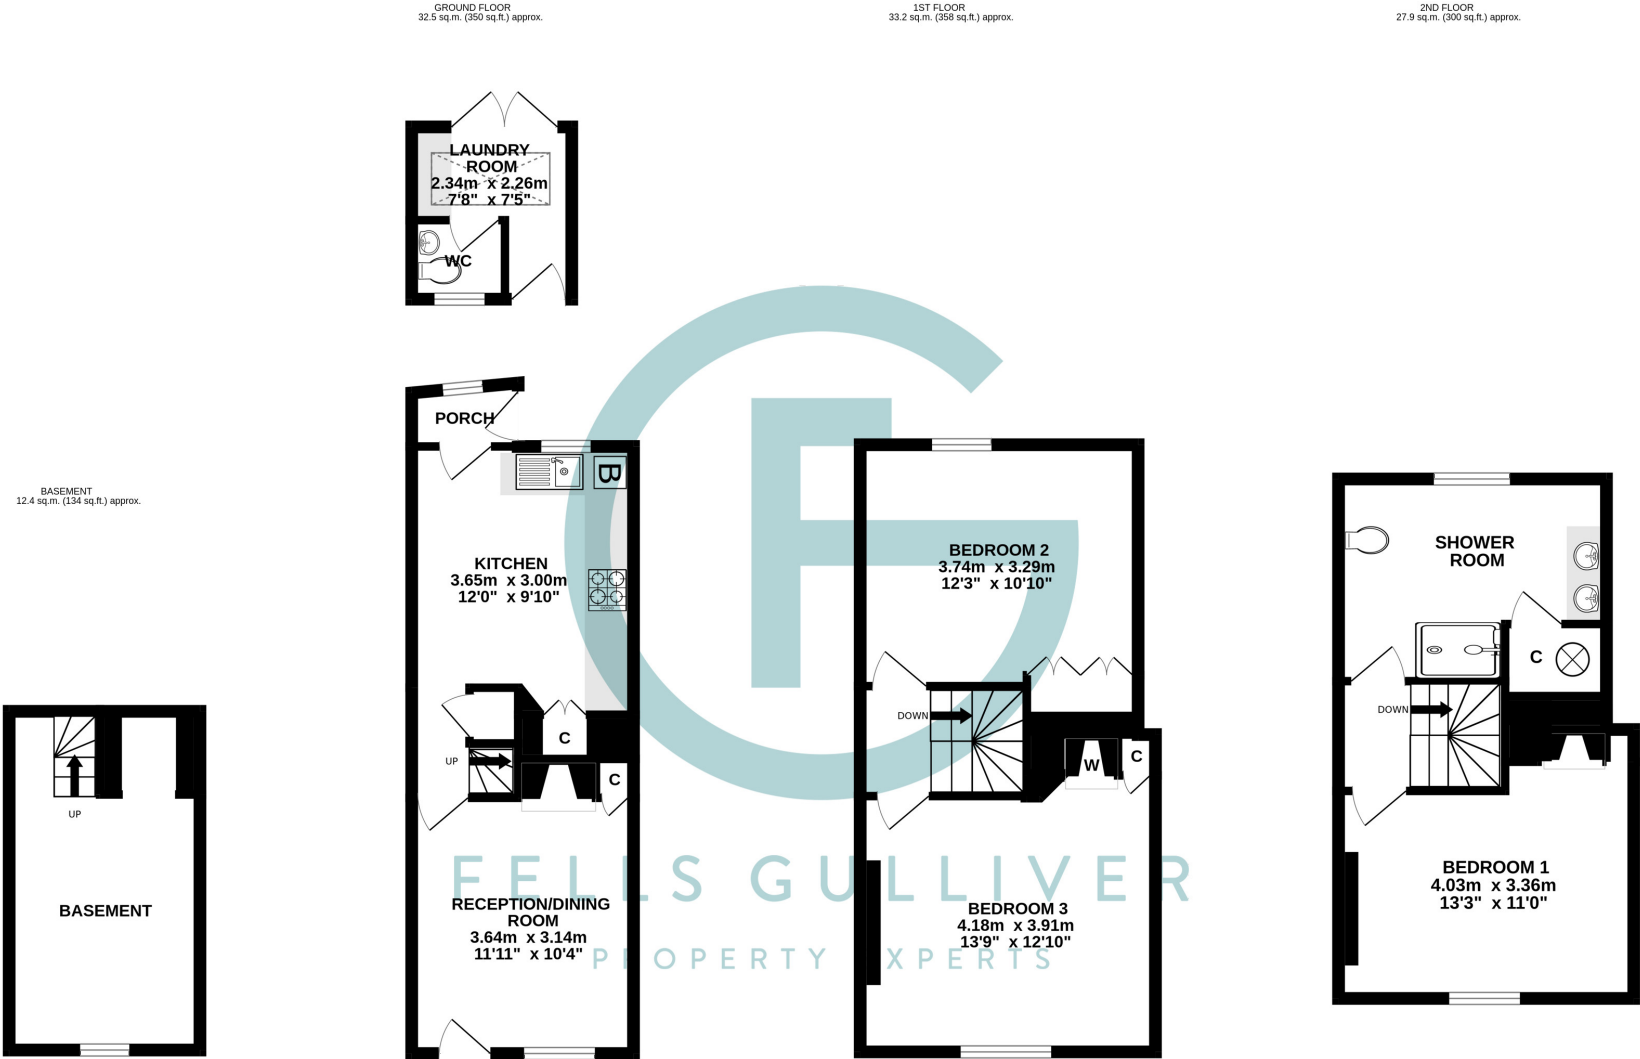 GROUND FLOOR
32.5 sq.m. (350 sq.ft.) approx.
1ST FLOOR
33.2 sq.m. (358 sq.ft.) approx.
2ND FLOOR
27.9 sq.m. (300 sq.ft.) approx.
BASEMENT
12.4 sq.m. (134 sq.ft.) approx.
UP
BASEMENT
LAUNDRY
ROOM
2.34m x 2.26m
7'8" x 7'5"
WC
PORCH
B
KITCHEN
3.65m x 3.00m
12'0" x 9'10"
C
UP
C
RECEPTION/DINING
ROOM
3.64m x 3.14m
11'11" x 10'4"
BEDROOM 2
3.74m x 3.29m
12'3" x 10'10"
DOWN
W
C
BEDROOM 3
4.18m x 3.91m
13'9" x 12'10"
SHOWER
ROOM
C
DOWN
BEDROOM 1
4.03m x 3.36m
13'3" x 11'0"
FELLS GULLIVER
PROPERTY EXPERTS